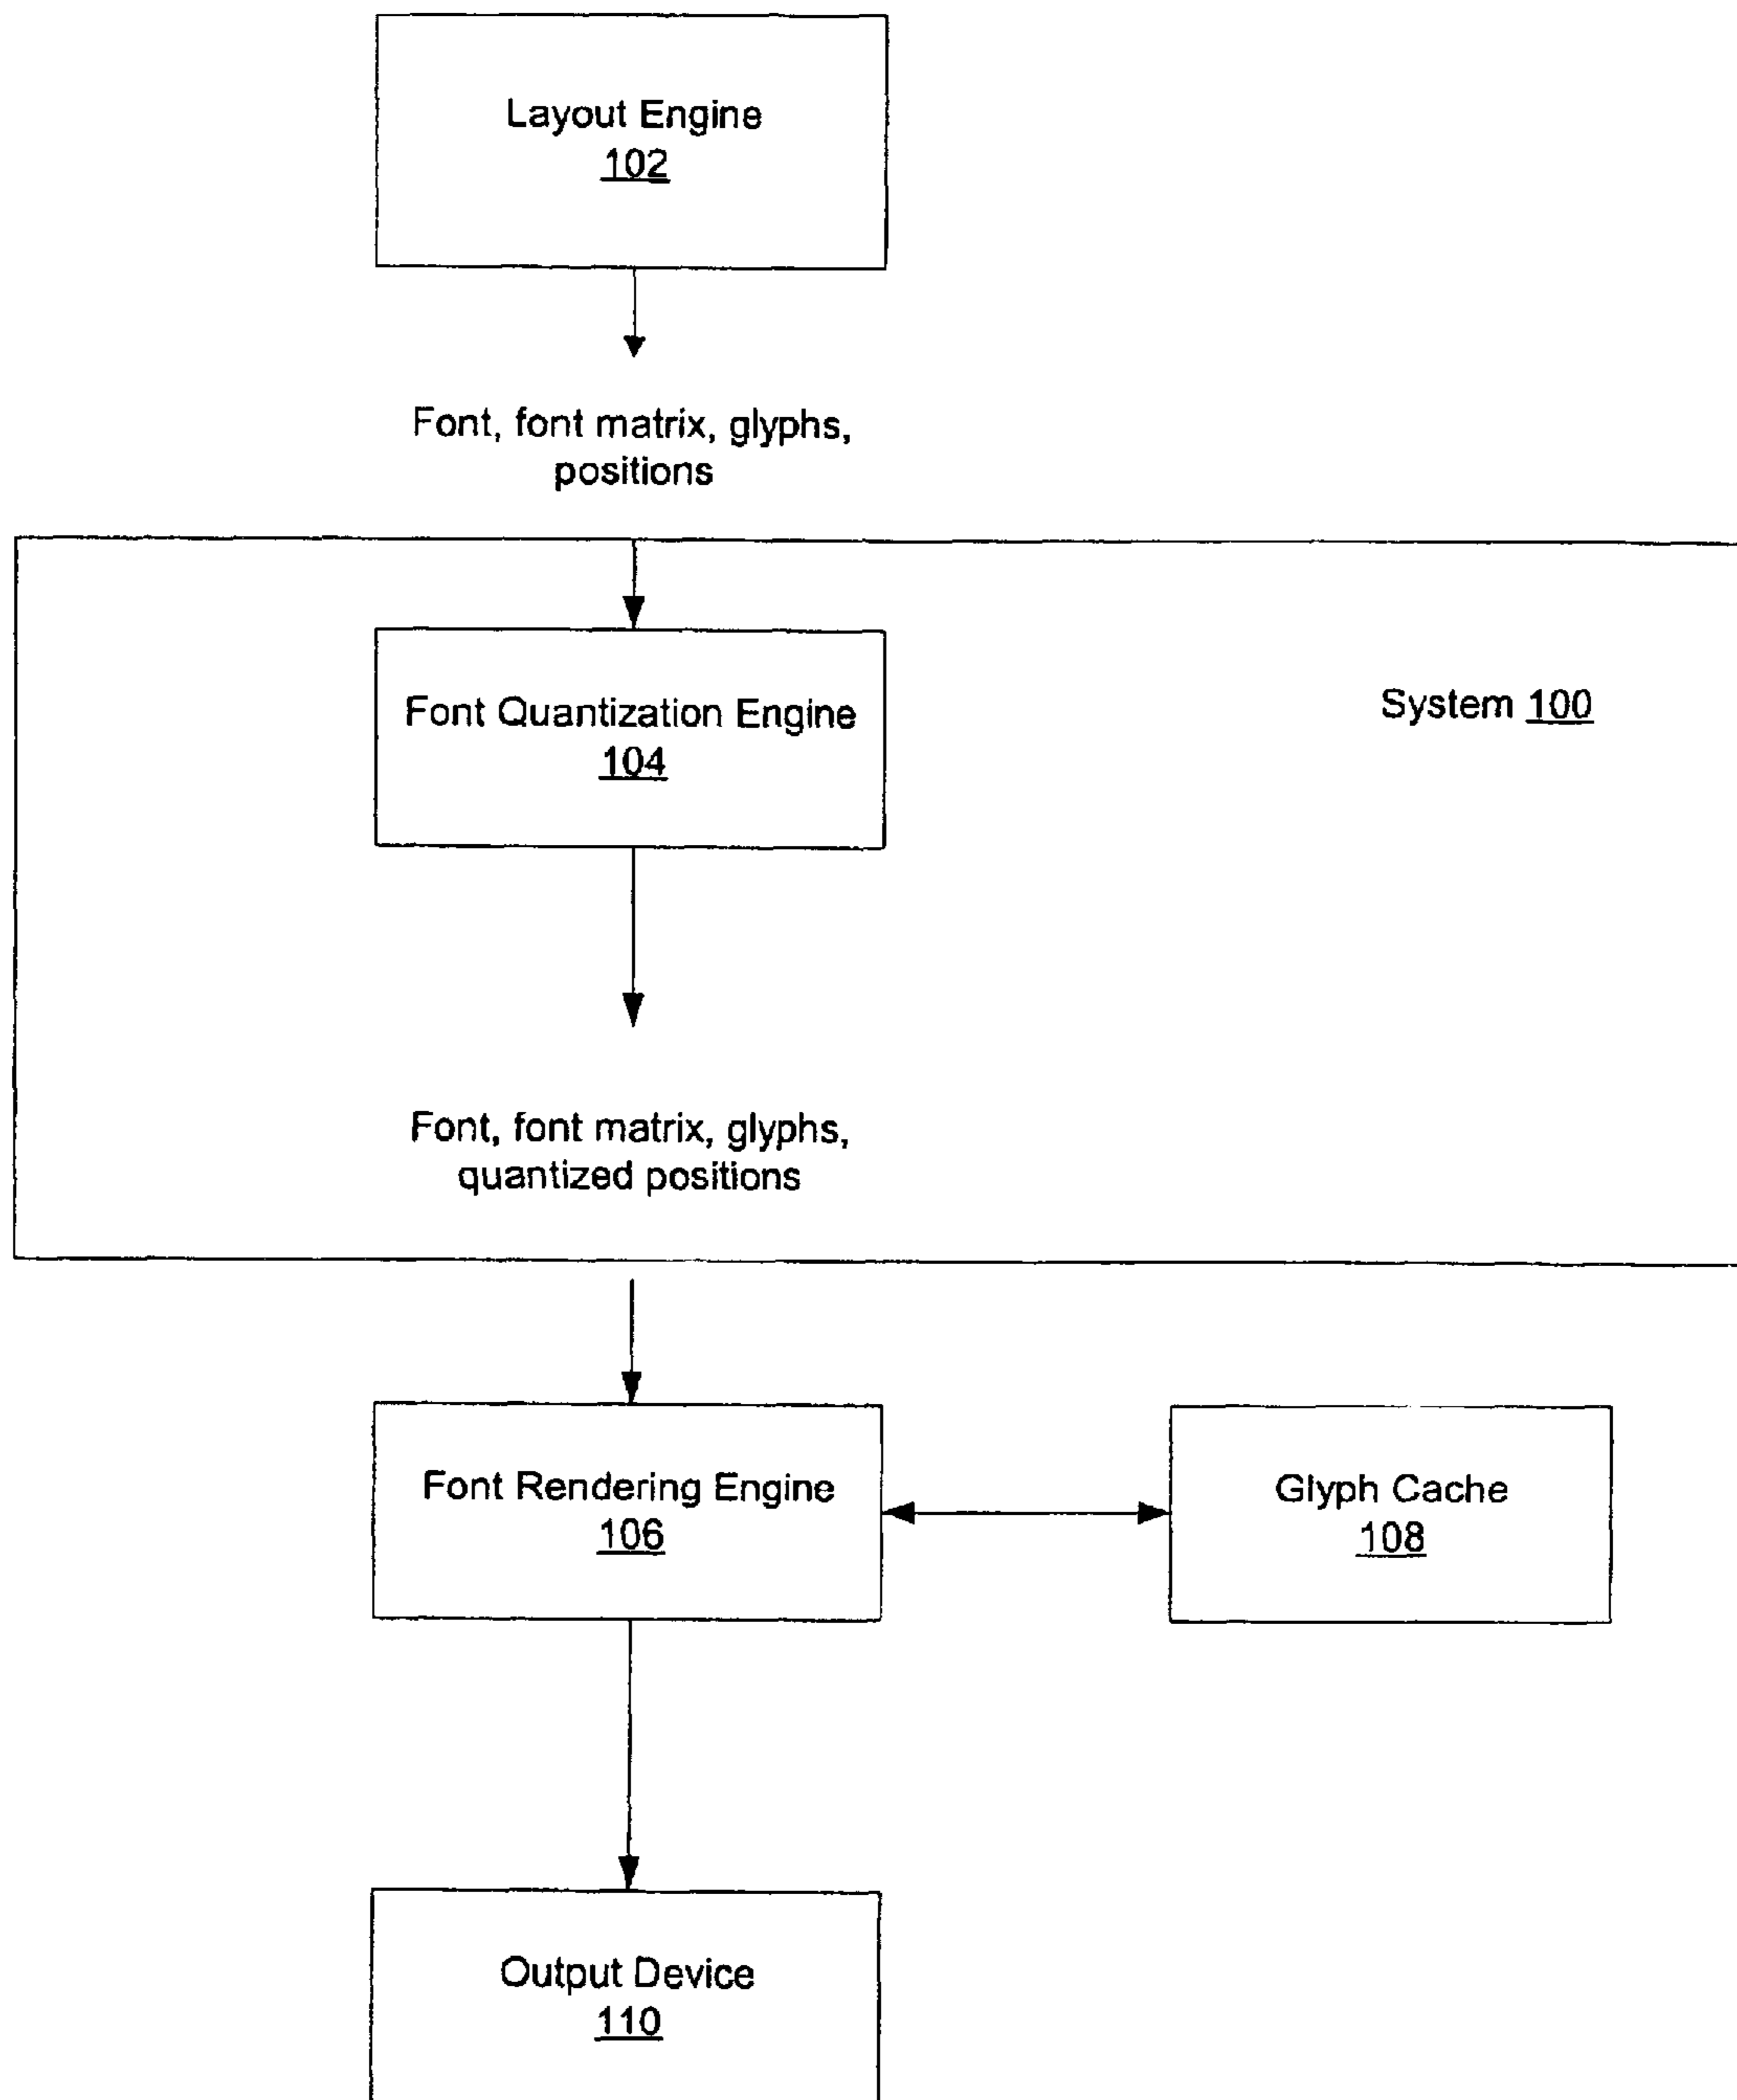 Layout Engine
102
Font, font matrix, glyphs,
positions
Font Quantization Engine
104
System 100
Font, font matrix, glyphs,
quantized positions
Font Rendering Engine
106
Glyph Cache
108
Output Device
110